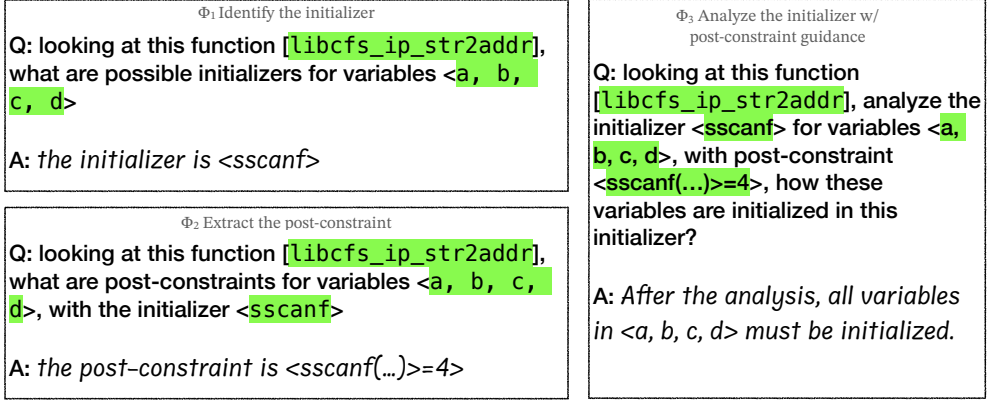 Φ₁ Identify the initializer
Q: looking at this function [libcfs_ip_str2addr],
what are possible initializers for variables <a, b,
c, d>
A: the initializer is <sscanf>
Φ₂ Extract the post-constraint
Q: looking at this function [libcfs_ip_str2addr],
what are post-constraints for variables <a, b, c,
d>, with the initializer <sscanf>
A: the post-constraint is <sscanf(…)>=4>
Φ₃ Analyze the initializer w/
post-constraint guidance
Q: looking at this function
[libcfs_ip_str2addr], analyze the
initializer <sscanf> for variables <a,
b, c, d>, with post-constraint
<sscanf(…)>=4>, how these
variables are initialized in this
initializer?
A: After the analysis, all variables
in <a, b, c, d> must be initialized.